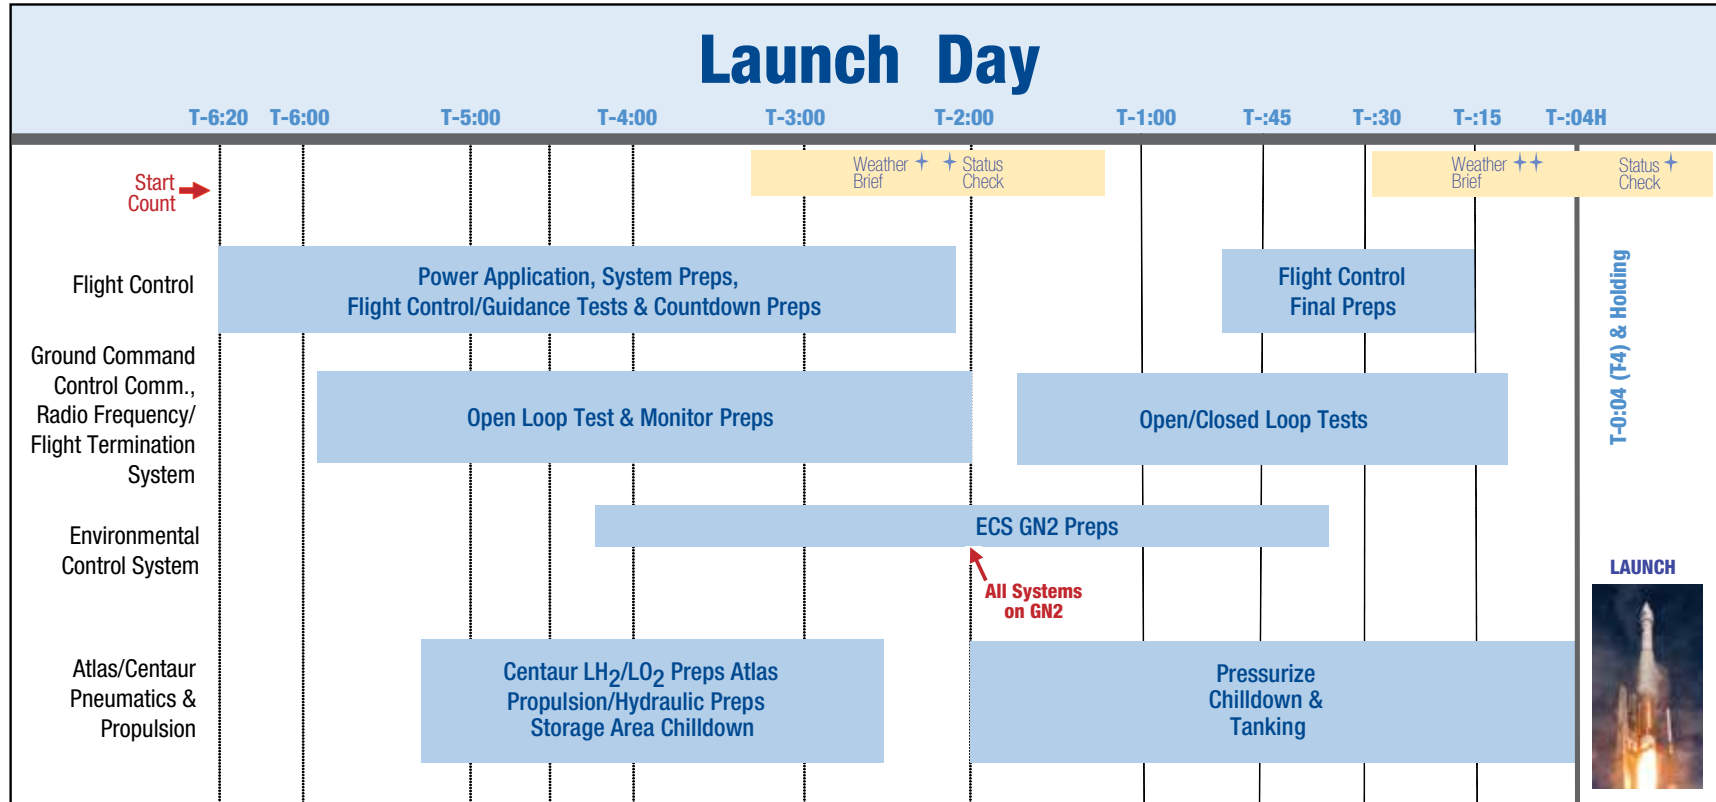 Launch Day
T-6:20 T-6:00 T-5:00 T-4:00 T-3:00 T-2:00 T-1:00 T-:45 T-:30 T-:15 T-:04H
Start
Count
Weather
Brief
Status
Check
Weather
Brief
Status
Check
Flight Control
Power Application, System Preps,
Flight Control/Guidance Tests & Countdown Preps
Flight Control
Final Preps
T-0:04 (T-4) & Holding
Ground Command
Control Comm.,
Radio Frequency/
Flight Termination
System
Open Loop Test & Monitor Preps
Open/Closed Loop Tests
Environmental
Control System
ECS GN2 Preps
All Systems
on GN2
LAUNCH
Atlas/Centaur
Pneumatics &
Propulsion
Centaur LH2/LO2 Preps Atlas
Propulsion/Hydraulic Preps
Storage Area Chilldown
Pressurize
Chilldown &
Tanking